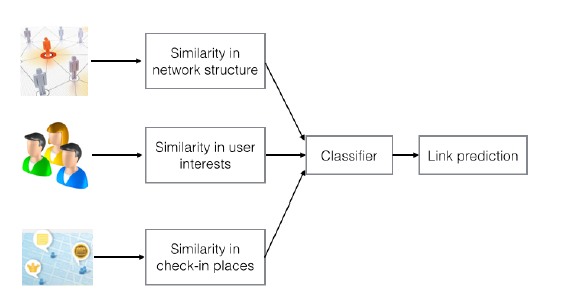 Similarity in
network structure
Similarity in user
interests
Classifier
Link prediction
Similarity in
check-in places